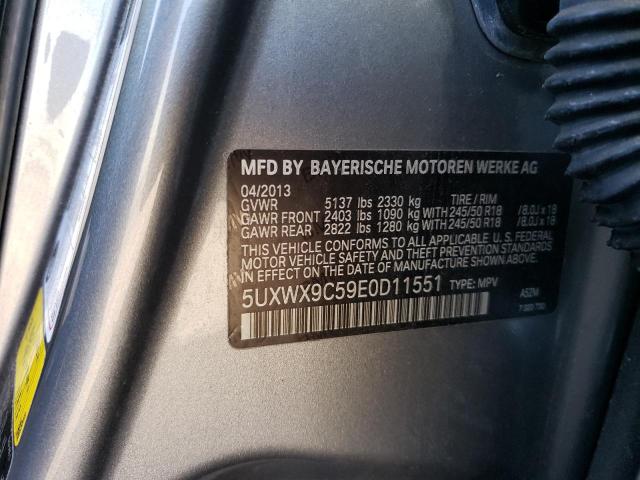 MFD BY BAYERISCHE MOTOREN WERKE AG
04/2013
GVWR 5137 lbs 2330 kg TIRE / RIM
GAWR FRONT 2403 lbs 1090 kg WITH 245/50 R18 /8.0J x 18
GAWR REAR 2822 lbs 1280 kg WITH 245/50 R18 /8.0J x 18
THIS VEHICLE CONFORMS TO ALL APPLICABLE U.S. FEDERAL
MOTOR VEHICLE SAFETY, BUMPER, AND THEFT PREVENTION STANDARDS
IN EFFECT ON THE DATE OF MANUFACTURE SHOWN ABOVE.
5UXWX9C59E0D11551 TYPE: MPV
A52M